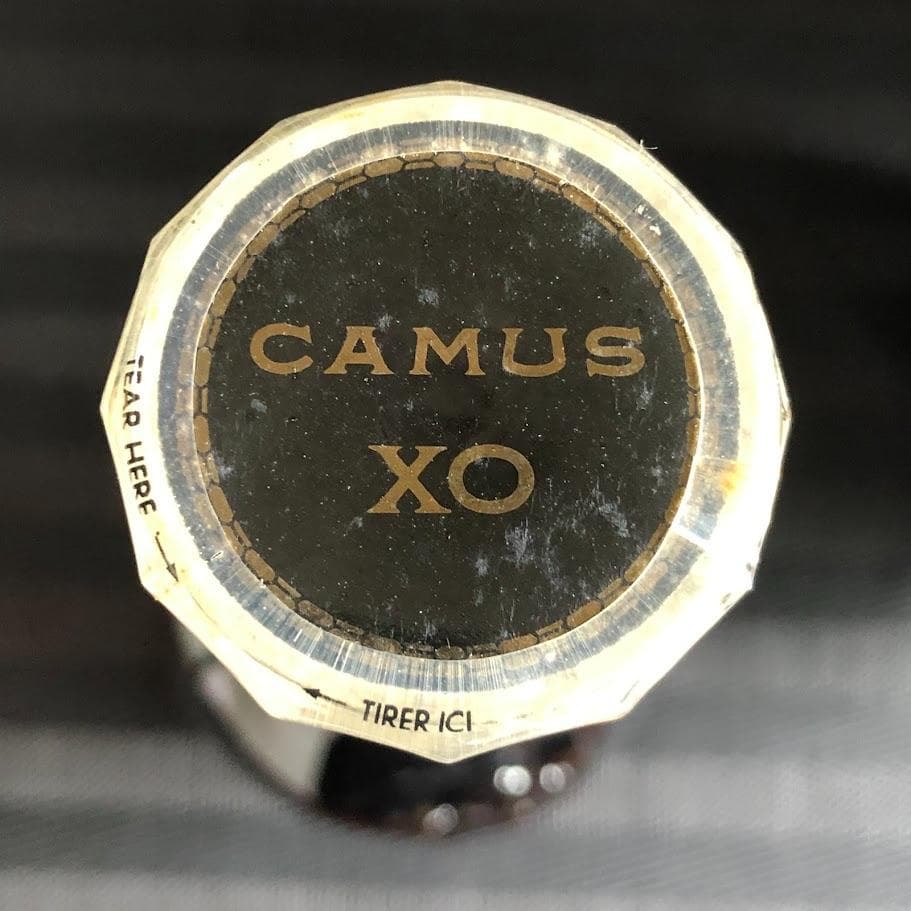 CAMUS
XO
TEAR HERE
TIRER ICI